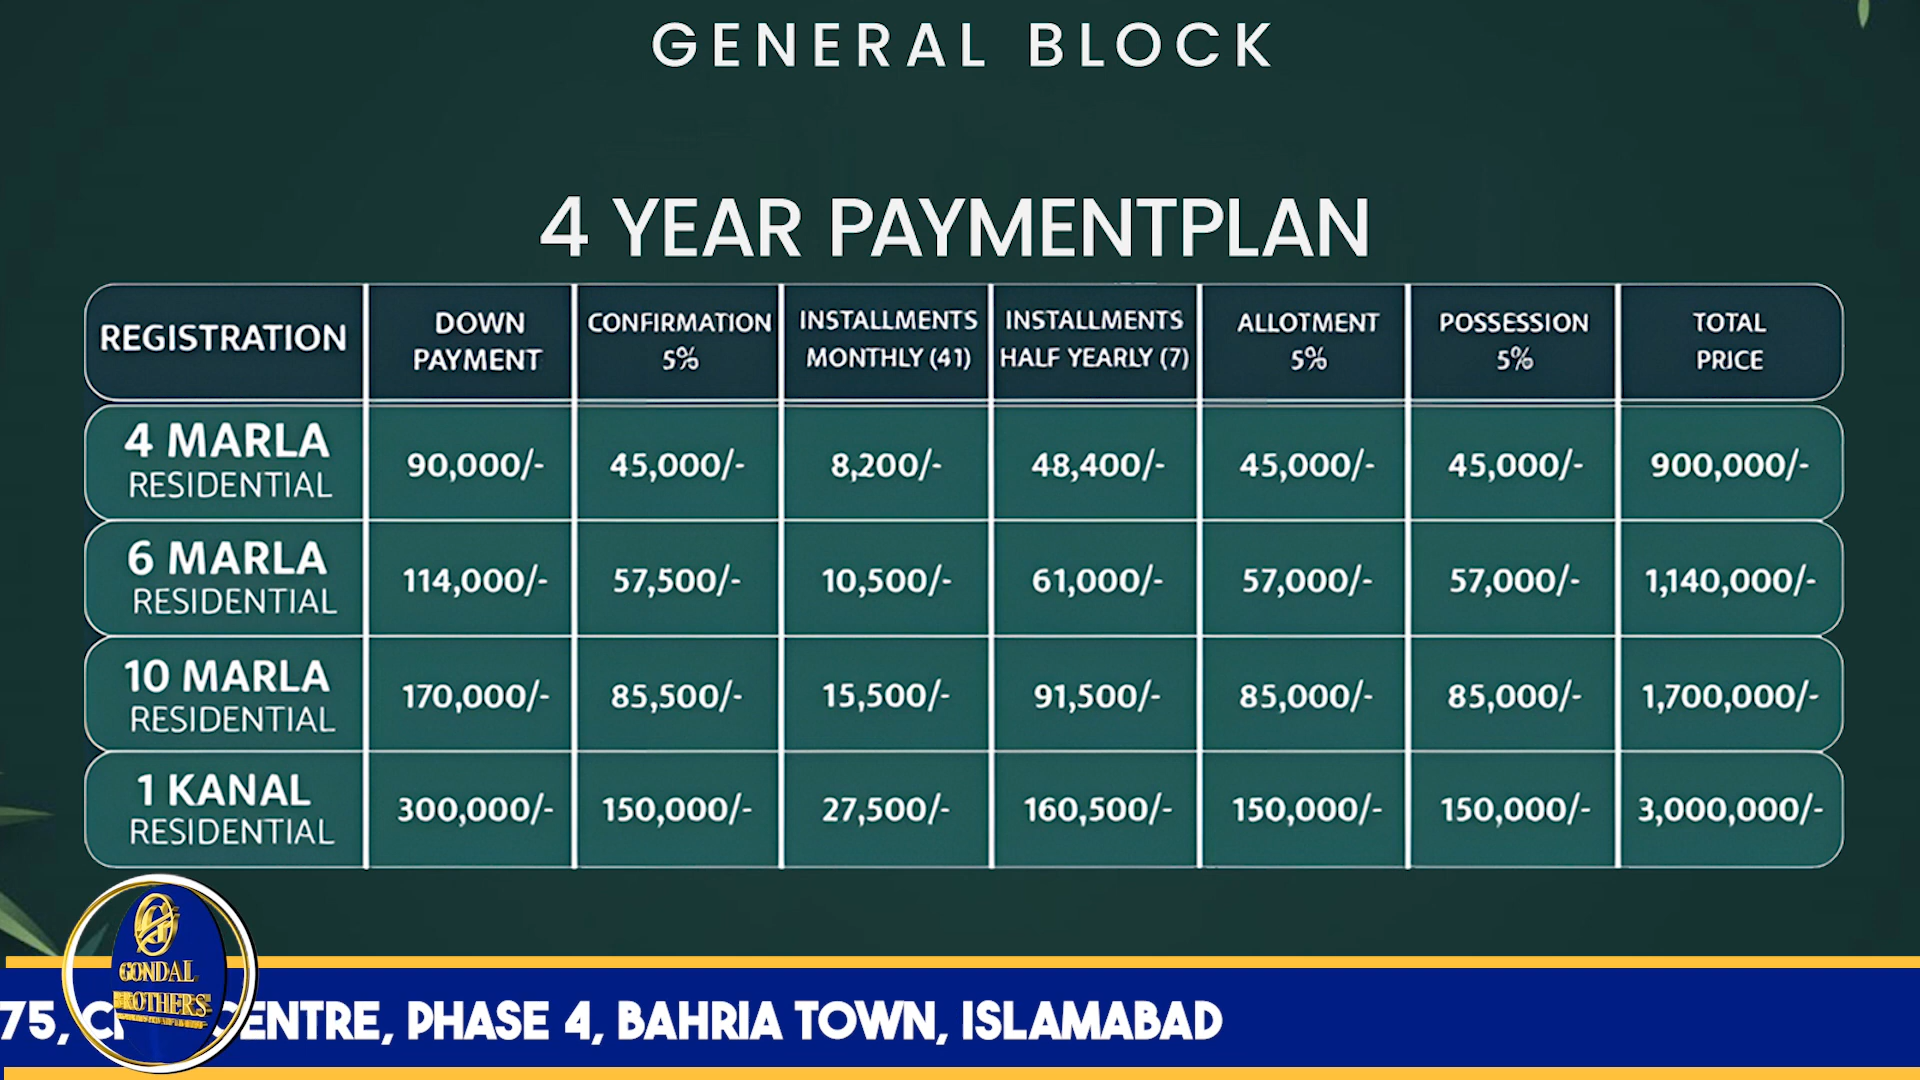 GENERAL BLOCK
4 YEAR PAYMENTPLAN
REGISTRATION DOWN PAYMENT CONFIRMATION 5% INSTALLMENTS MONTHLY (41) INSTALLMENTS HALF YEARLY (7) ALLOTMENT 5% POSSESSION 5% TOTAL PRICE
4 MARLA RESIDENTIAL 90,000/- 45,000/- 8,200/- 48,400/- 45,000/- 45,000/- 900,000/-
6 MARLA RESIDENTIAL 114,000/- 57,500/- 10,500/- 61,000/- 57,000/- 57,000/- 1,140,000/-
10 MARLA RESIDENTIAL 170,000/- 85,500/- 15,500/- 91,500/- 85,000/- 85,000/- 1,700,000/-
1 KANAL RESIDENTIAL 300,000/- 150,000/- 27,500/- 160,500/- 150,000/- 150,000/- 3,000,000/-
GONDAL
BROTHERS
75, CENTRE, PHASE 4, BAHRIA TOWN, ISLAMABAD